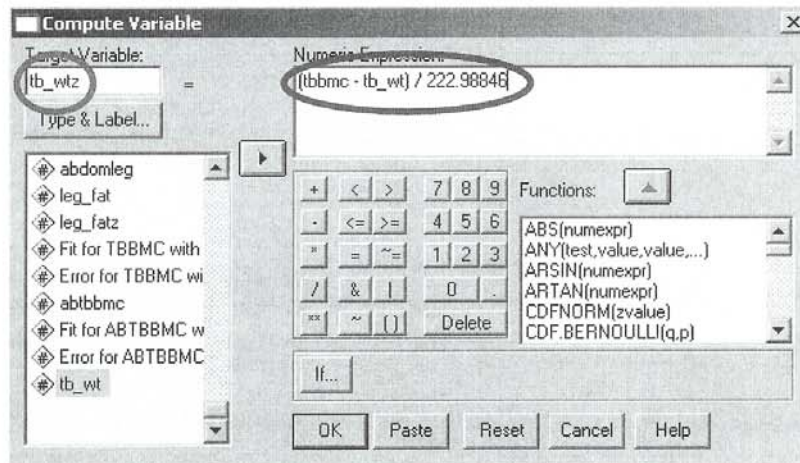 Compute Variable
Target Variable:
tb_wtz
=
Type & Label...
Numeric Expression:
(tbbmc - tb_wt) / 222.98846
abdomleg
leg_fat
leg_fatz
Fit for TBBMC with
Error for TBBMC wi
abtbbmc
Fit for ABTBBMC w
Error for ABTBBMC
tb_wt
+ < > 7 8 9
- <= >= 4 5 6
* = ~= 1 2 3
/ & | 0 .
** ~ () Delete
Functions:
ABS(numexpr)
ANY(test,value,value,...)
ARSIN(numexpr)
ARTAN(numexpr)
CDFNORM(zvalue)
CDF.BERNOULLI(q,p)
If...
OK Paste Reset Cancel Help